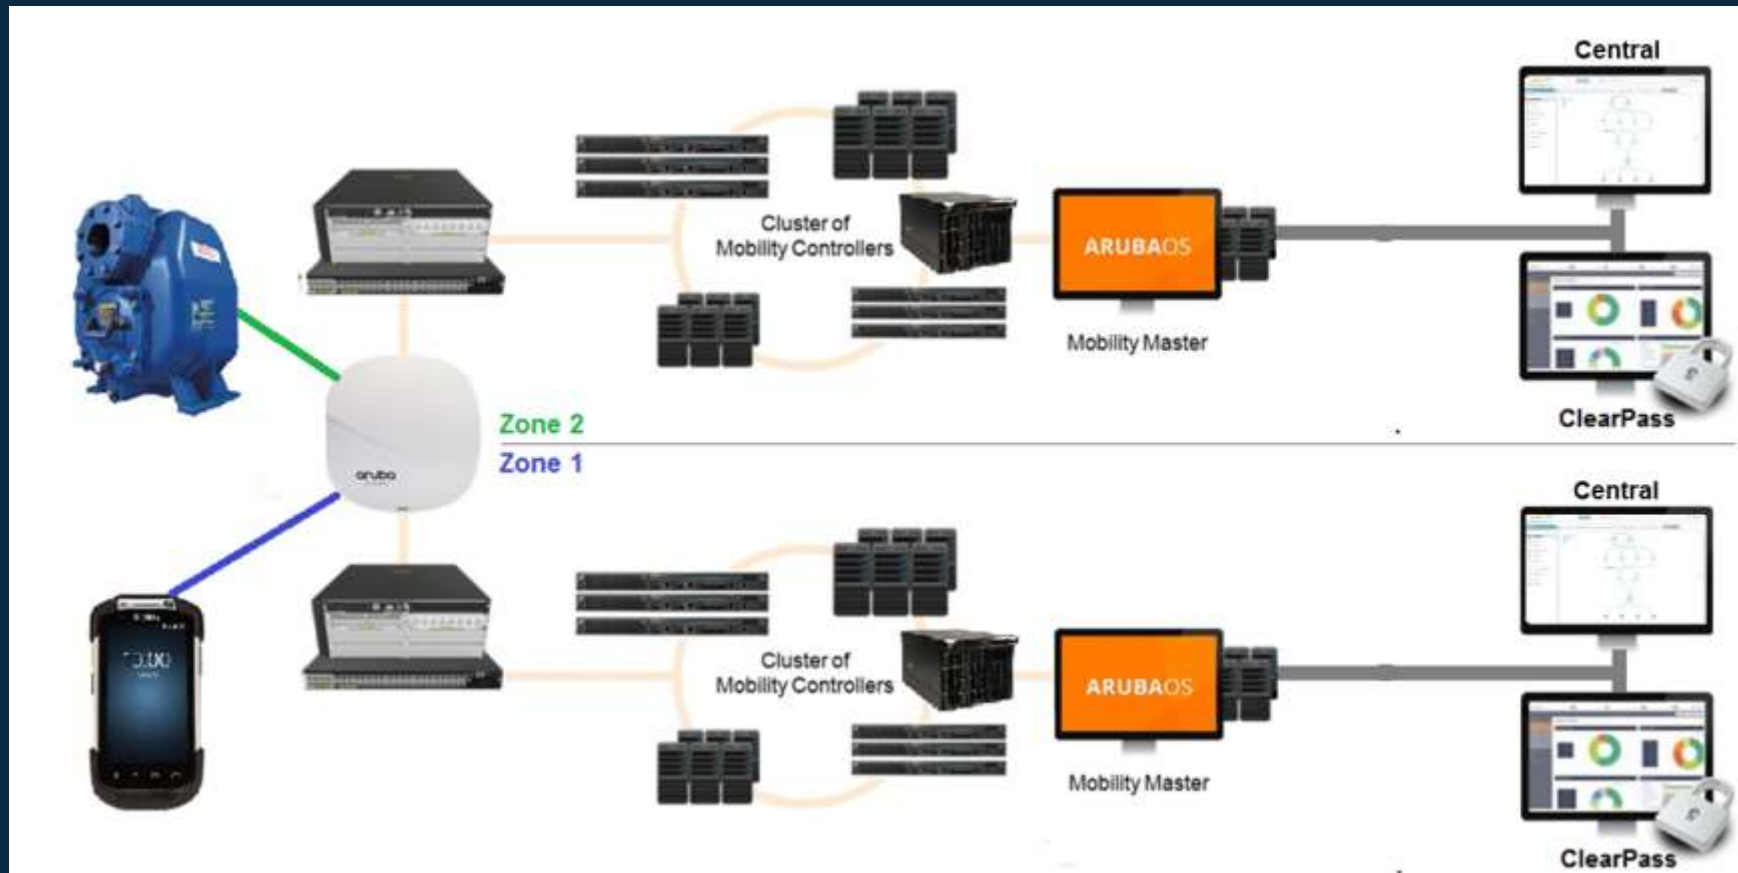 Central
Cluster of
Mobility Controllers
ARUBAOS
Mobility Master
ClearPass
Zone 2
Zone 1
aruba
Central
Cluster of
Mobility Controllers
ARUBAOS
Mobility Master
ClearPass